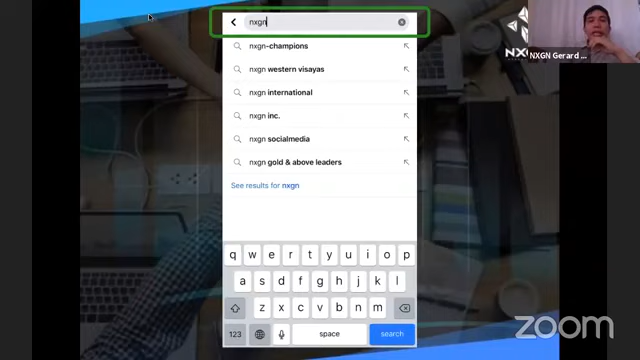 nxgn
nxgn-champions
nxgn western visayas
nxgn international
nxgn inc.
nxgn socialmedia
nxgn gold & above leaders
See results for nxgn
q w e r t y u i o p
a s d f g h j k l
z x c v b n m
123 space search
NXGN Gerard ...
zoom